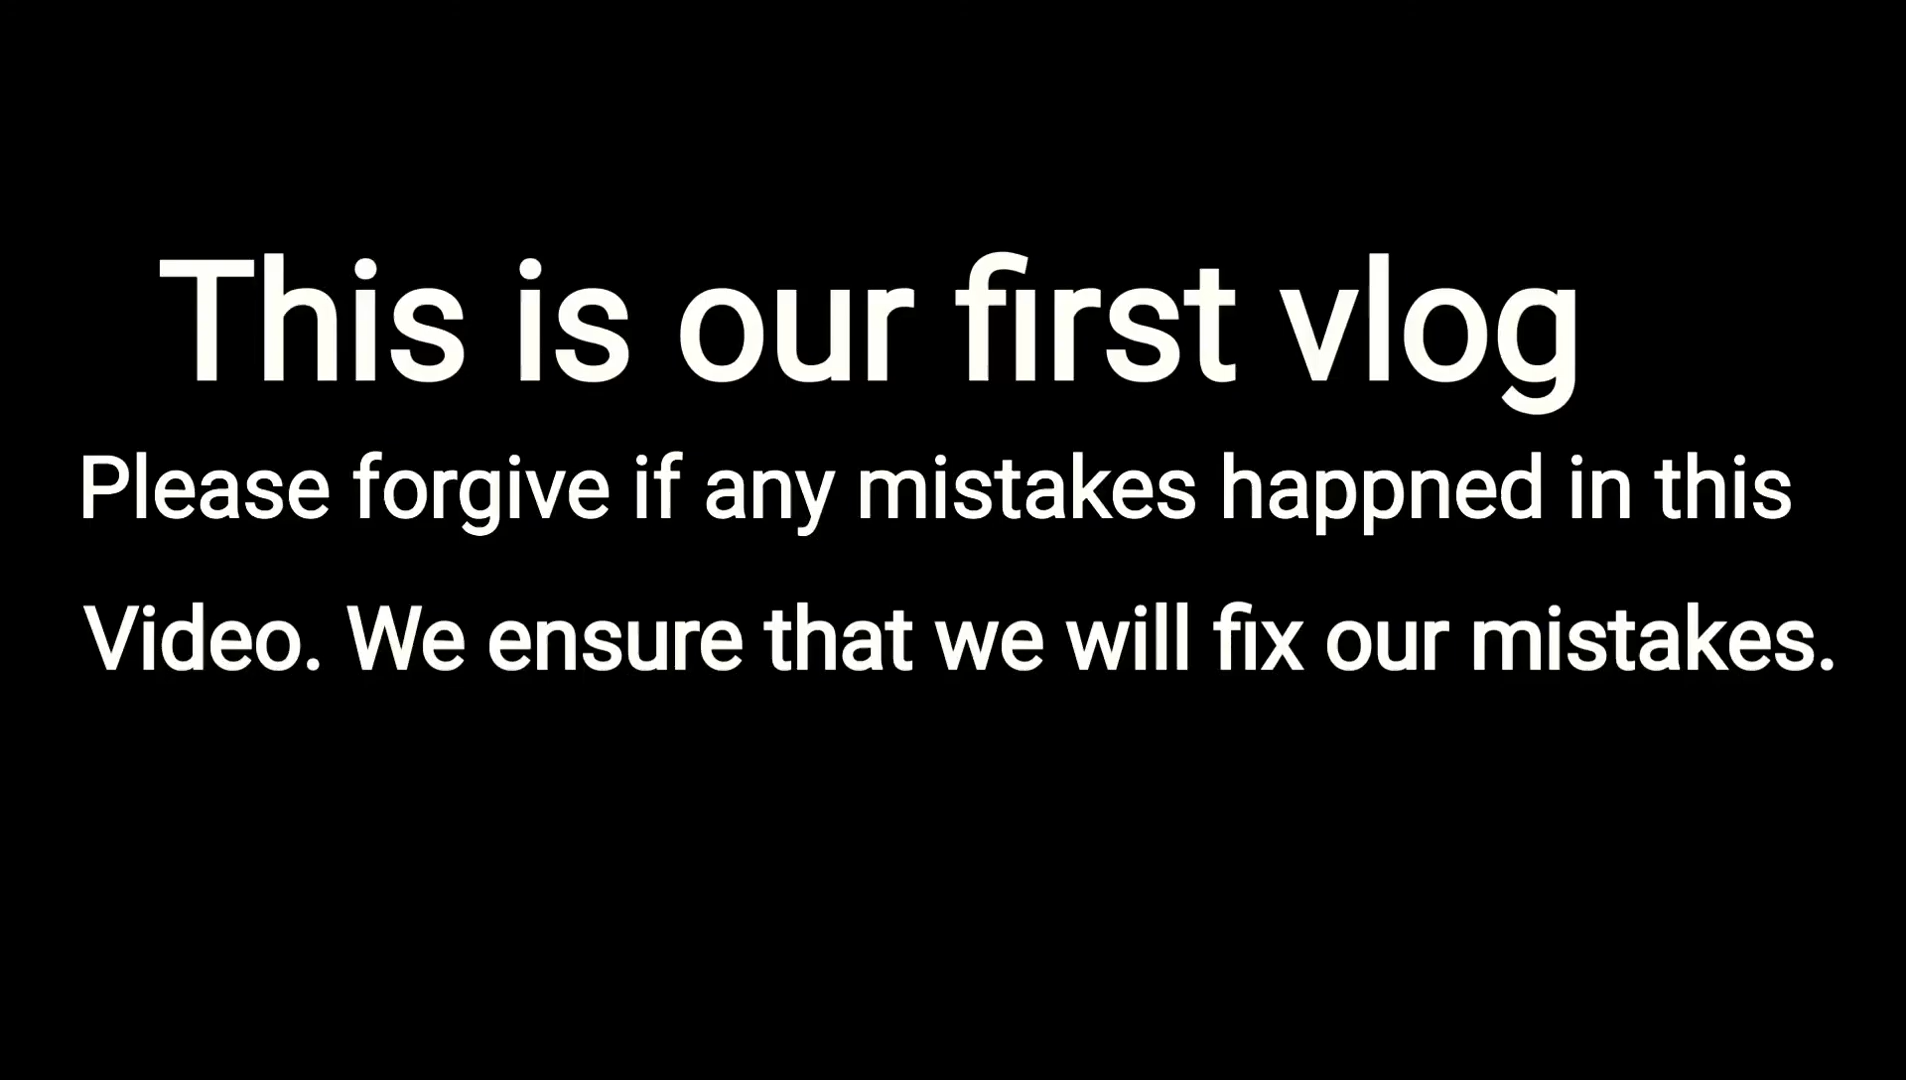 This is our first vlog
Please forgive if any mistakes happned in this
Video. We ensure that we will fix our mistakes.